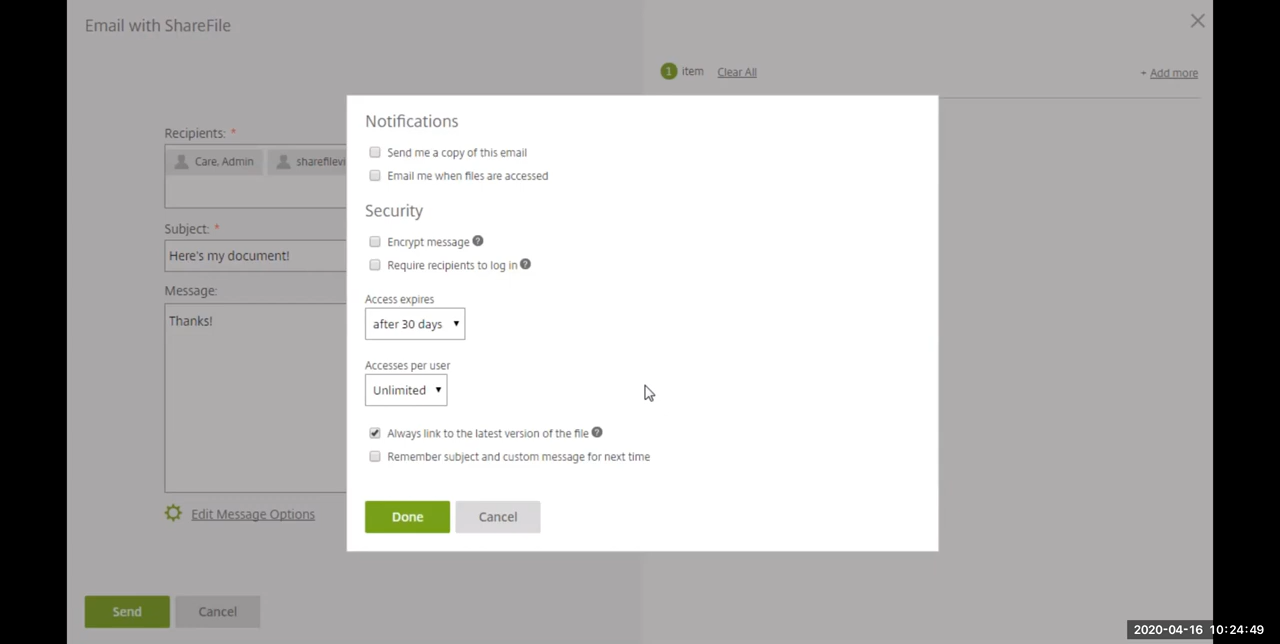 Email with ShareFile
1 item Clear All
+ Add more
Recipients: *
Care, Admin sharefilevi
Subject: *
Here's my document!
Message:
Thanks!
Edit Message Options
Send Cancel
Notifications
Send me a copy of this email
Email me when files are accessed
Security
Encrypt message ?
Require recipients to log in ?
Access expires
after 30 days
Accesses per user
Unlimited
Always link to the latest version of the file ?
Remember subject and custom message for next time
Done Cancel
2020-04-16 10:24:49